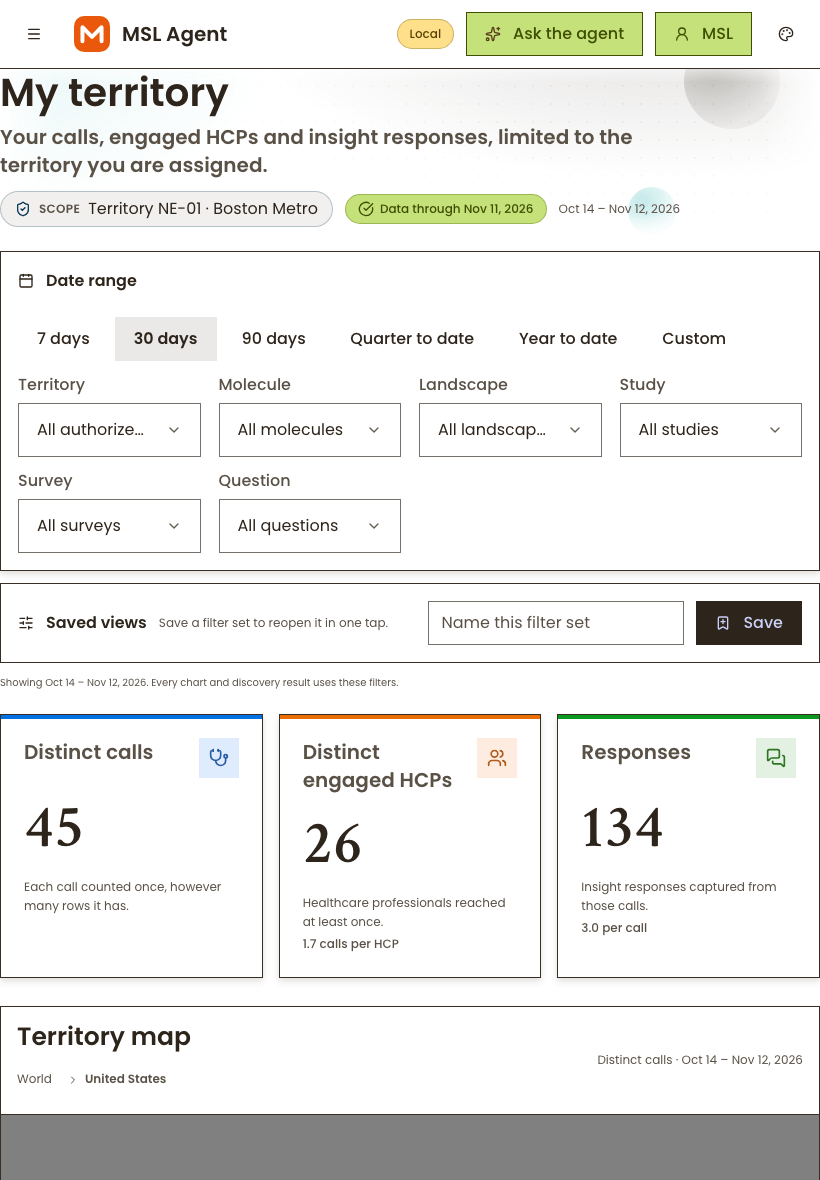 MSL Agent
Local
Ask the agent
MSL
My territory
Your calls, engaged HCPs and insight responses, limited to the
territory you are assigned.
SCOPE Territory NE-01 · Boston Metro
Data through Nov 11, 2026
Oct 14 – Nov 12, 2026
Date range
7 days
30 days
90 days
Quarter to date
Year to date
Custom
Territory
Molecule
Landscape
Study
All authorize...
All molecules
All landscap...
All studies
Survey
Question
All surveys
All questions
Saved views
Save a filter set to reopen it in one tap.
Name this filter set
Save
Showing Oct 14 – Nov 12, 2026. Every chart and discovery result uses these filters.
Distinct calls
45
Each call counted once, however
many rows it has.
Distinct
engaged HCPs
26
Healthcare professionals reached
at least once.
1.7 calls per HCP
Responses
134
Insight responses captured from
those calls.
3.0 per call
Territory map
World
United States
Distinct calls · Oct 14 – Nov 12, 2026